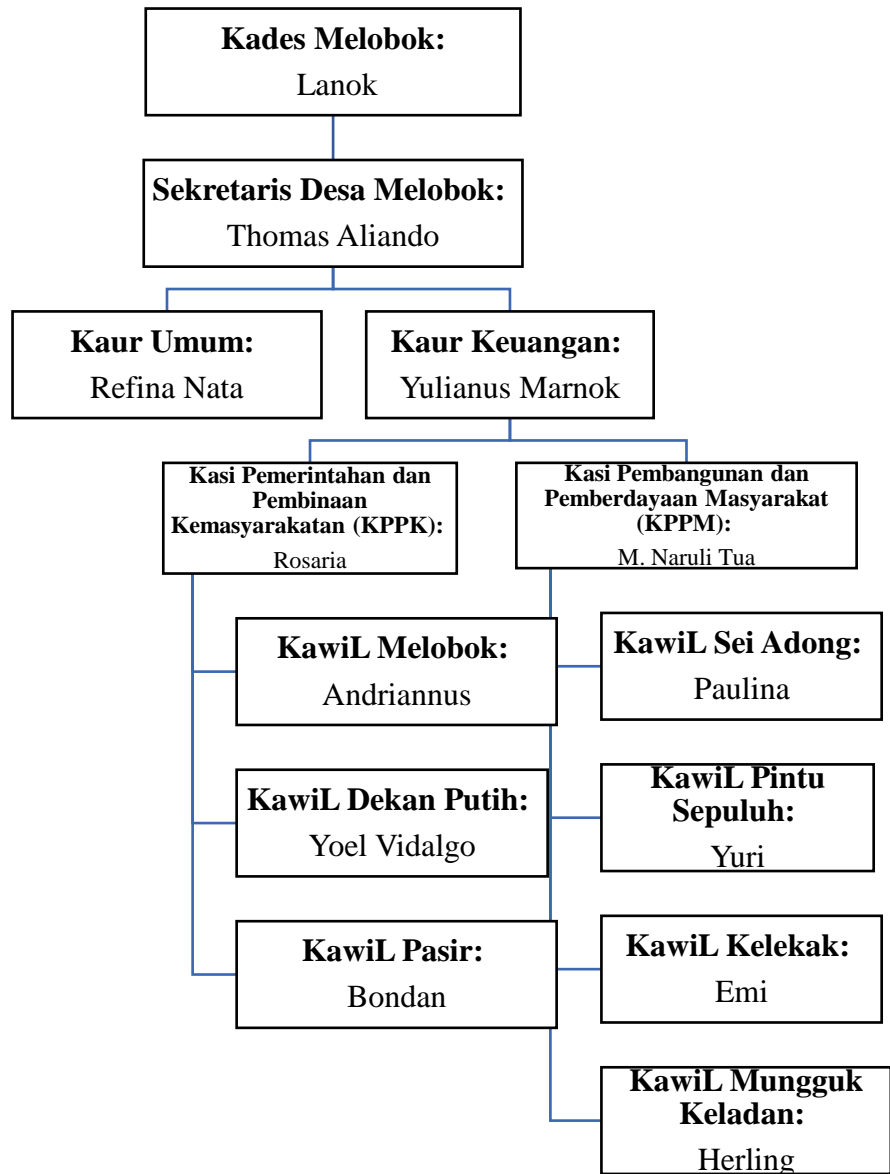 Kades Melobok:
Lanok
Sekretaris Desa Melobok:
Thomas Aliando
Kaur Umum:
Refina Nata
Kaur Keuangan:
Yulianus Marnok
Kasi Pemerintahan dan
Pembinaan
Kemasyarakatan (KPPK):
Rosaria
Kasi Pembangunan dan
Pemberdayaan Masyarakat
(KPPM):
M. Naruli Tua
KawiL Melobok:
Andriannus
KawiL Sei Adong:
Paulina
KawiL Dekan Putih:
Yoel Vidalgo
KawiL Pintu
Sepuluh:
Yuri
KawiL Pasir:
Bondan
KawiL Kelekak:
Emi
KawiL Mungguk
Keladan:
Herling